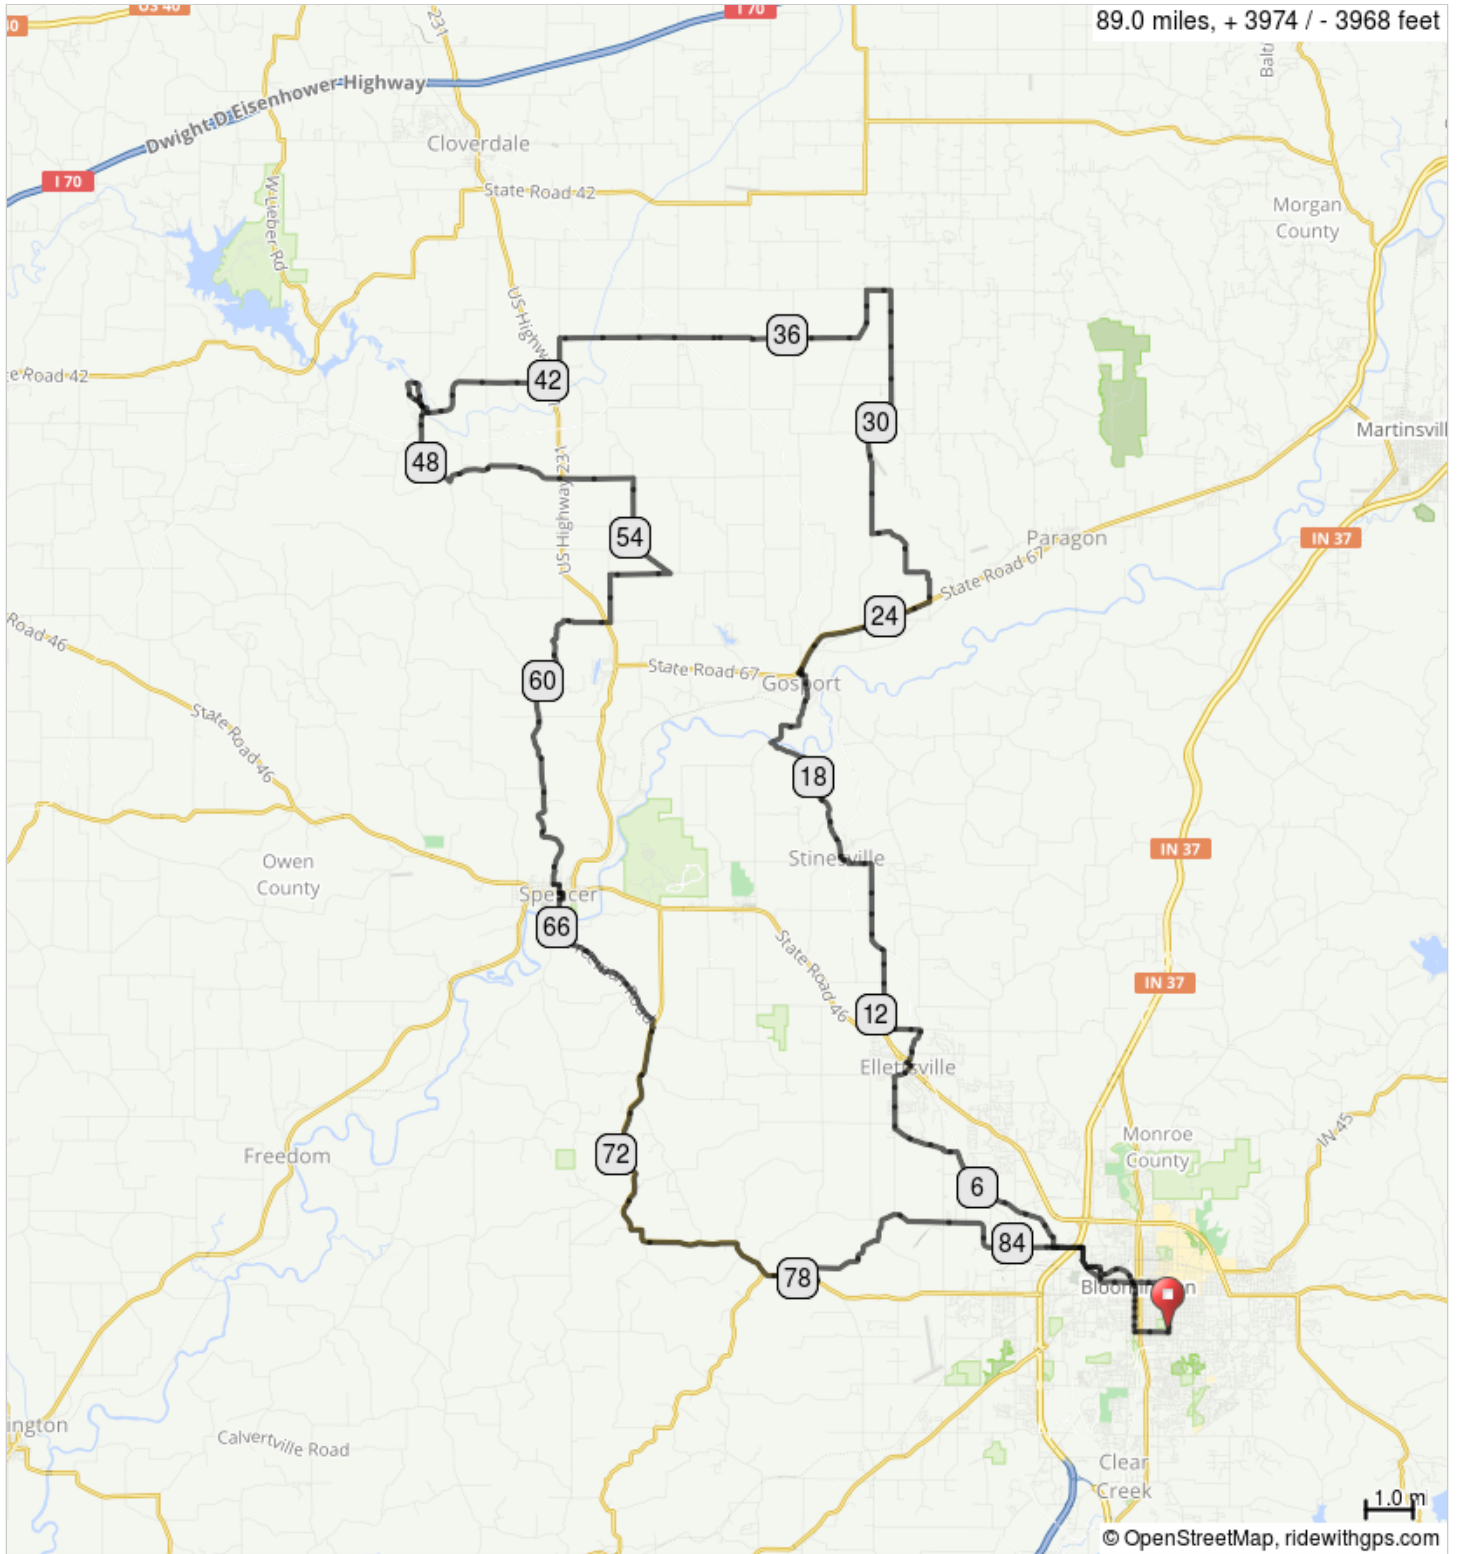 US 40
I 70
89.0 miles, + 3974 / - 3968 feet
40
231
Dwight D Eisenhower Highway
Cloverdale
I 70
State Road 42
W Lieber Rd
Morgan
County
US Highw
36
42
Road 42
30
Martinsvill
48
US Highway 231
54
Paragon
IN 37
State Road 67
24
Road 46
State Road 67
60
Gosport
State Road 46
18
IN 37
Stinesville
Owen
County
Spencer
66
State Road 46
IN 37
12
Ellettsville
Monroe
County
IN 45
72
Freedom
6
84
78
Bloomin n
ington
Calvertville Road
Clear
Creek
1.0 m
© OpenStreetMap, ridewithgps.com